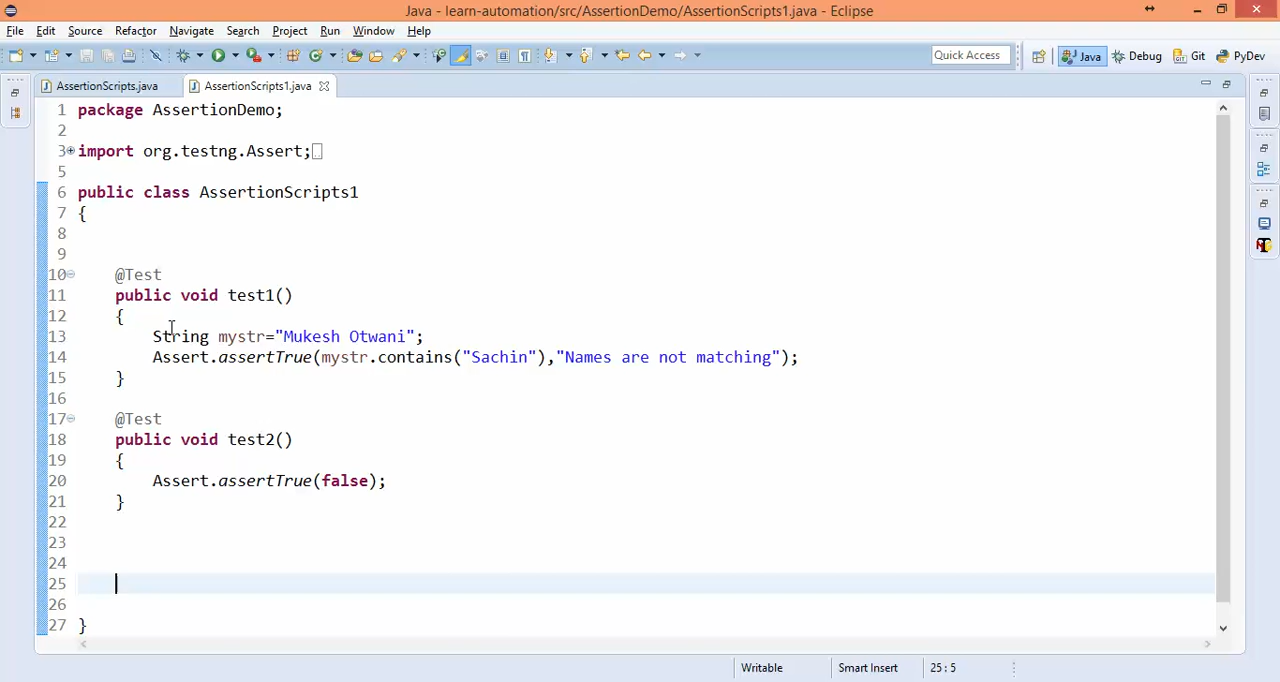 Java - learn-automation/src/AssertionDemo/AssertionScripts1.java - Eclipse
File Edit Source Refactor Navigate Search Project Run Window Help
Quick Access Java Debug Git PyDev
AssertionScripts.java AssertionScripts1.java
1 package AssertionDemo;
2
3 import org.testng.Assert;
5
6 public class AssertionScripts1
7 {
8
9
10 @Test
11 public void test1()
12 {
13 String mystr="Mukesh Otwani";
14 Assert.assertTrue(mystr.contains("Sachin"),"Names are not matching");
15 }
16
17 @Test
18 public void test2()
19 {
20 Assert.assertTrue(false);
21 }
22
23
24
25
26
27 }
Writable Smart Insert 25 : 5